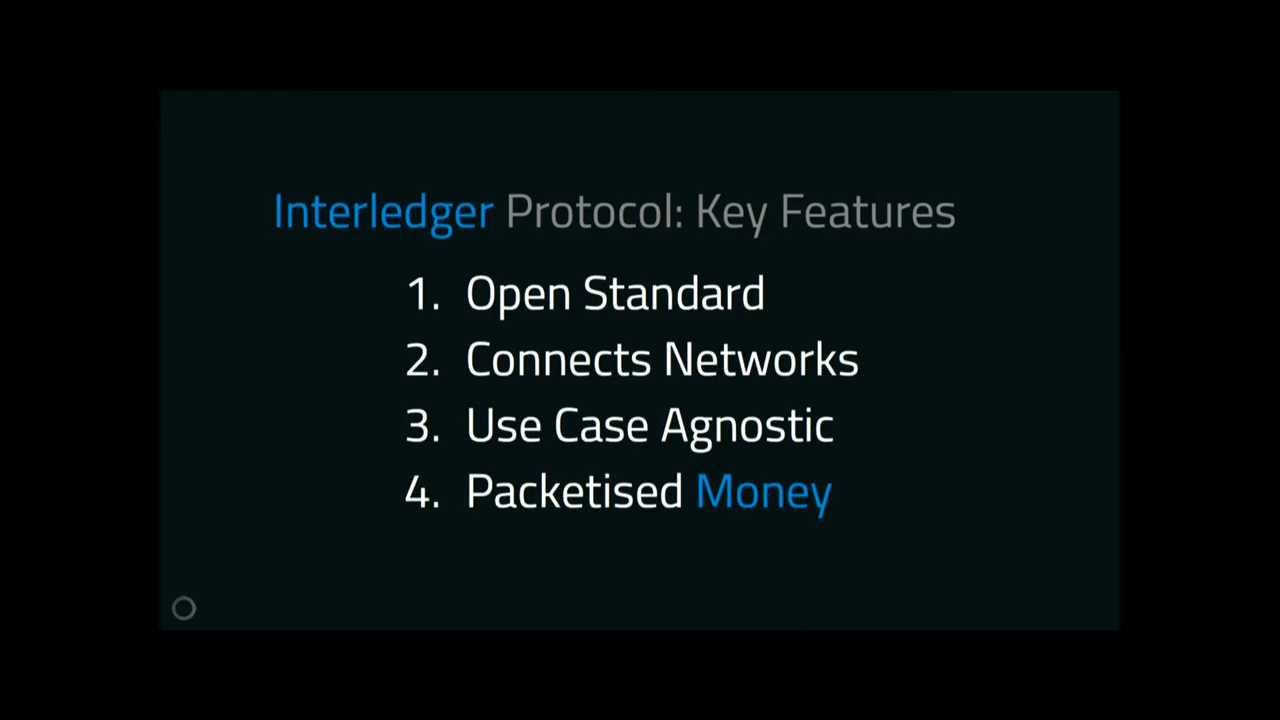 Interledger Protocol: Key Features
1. Open Standard
2. Connects Networks
3. Use Case Agnostic
4. Packetised Money